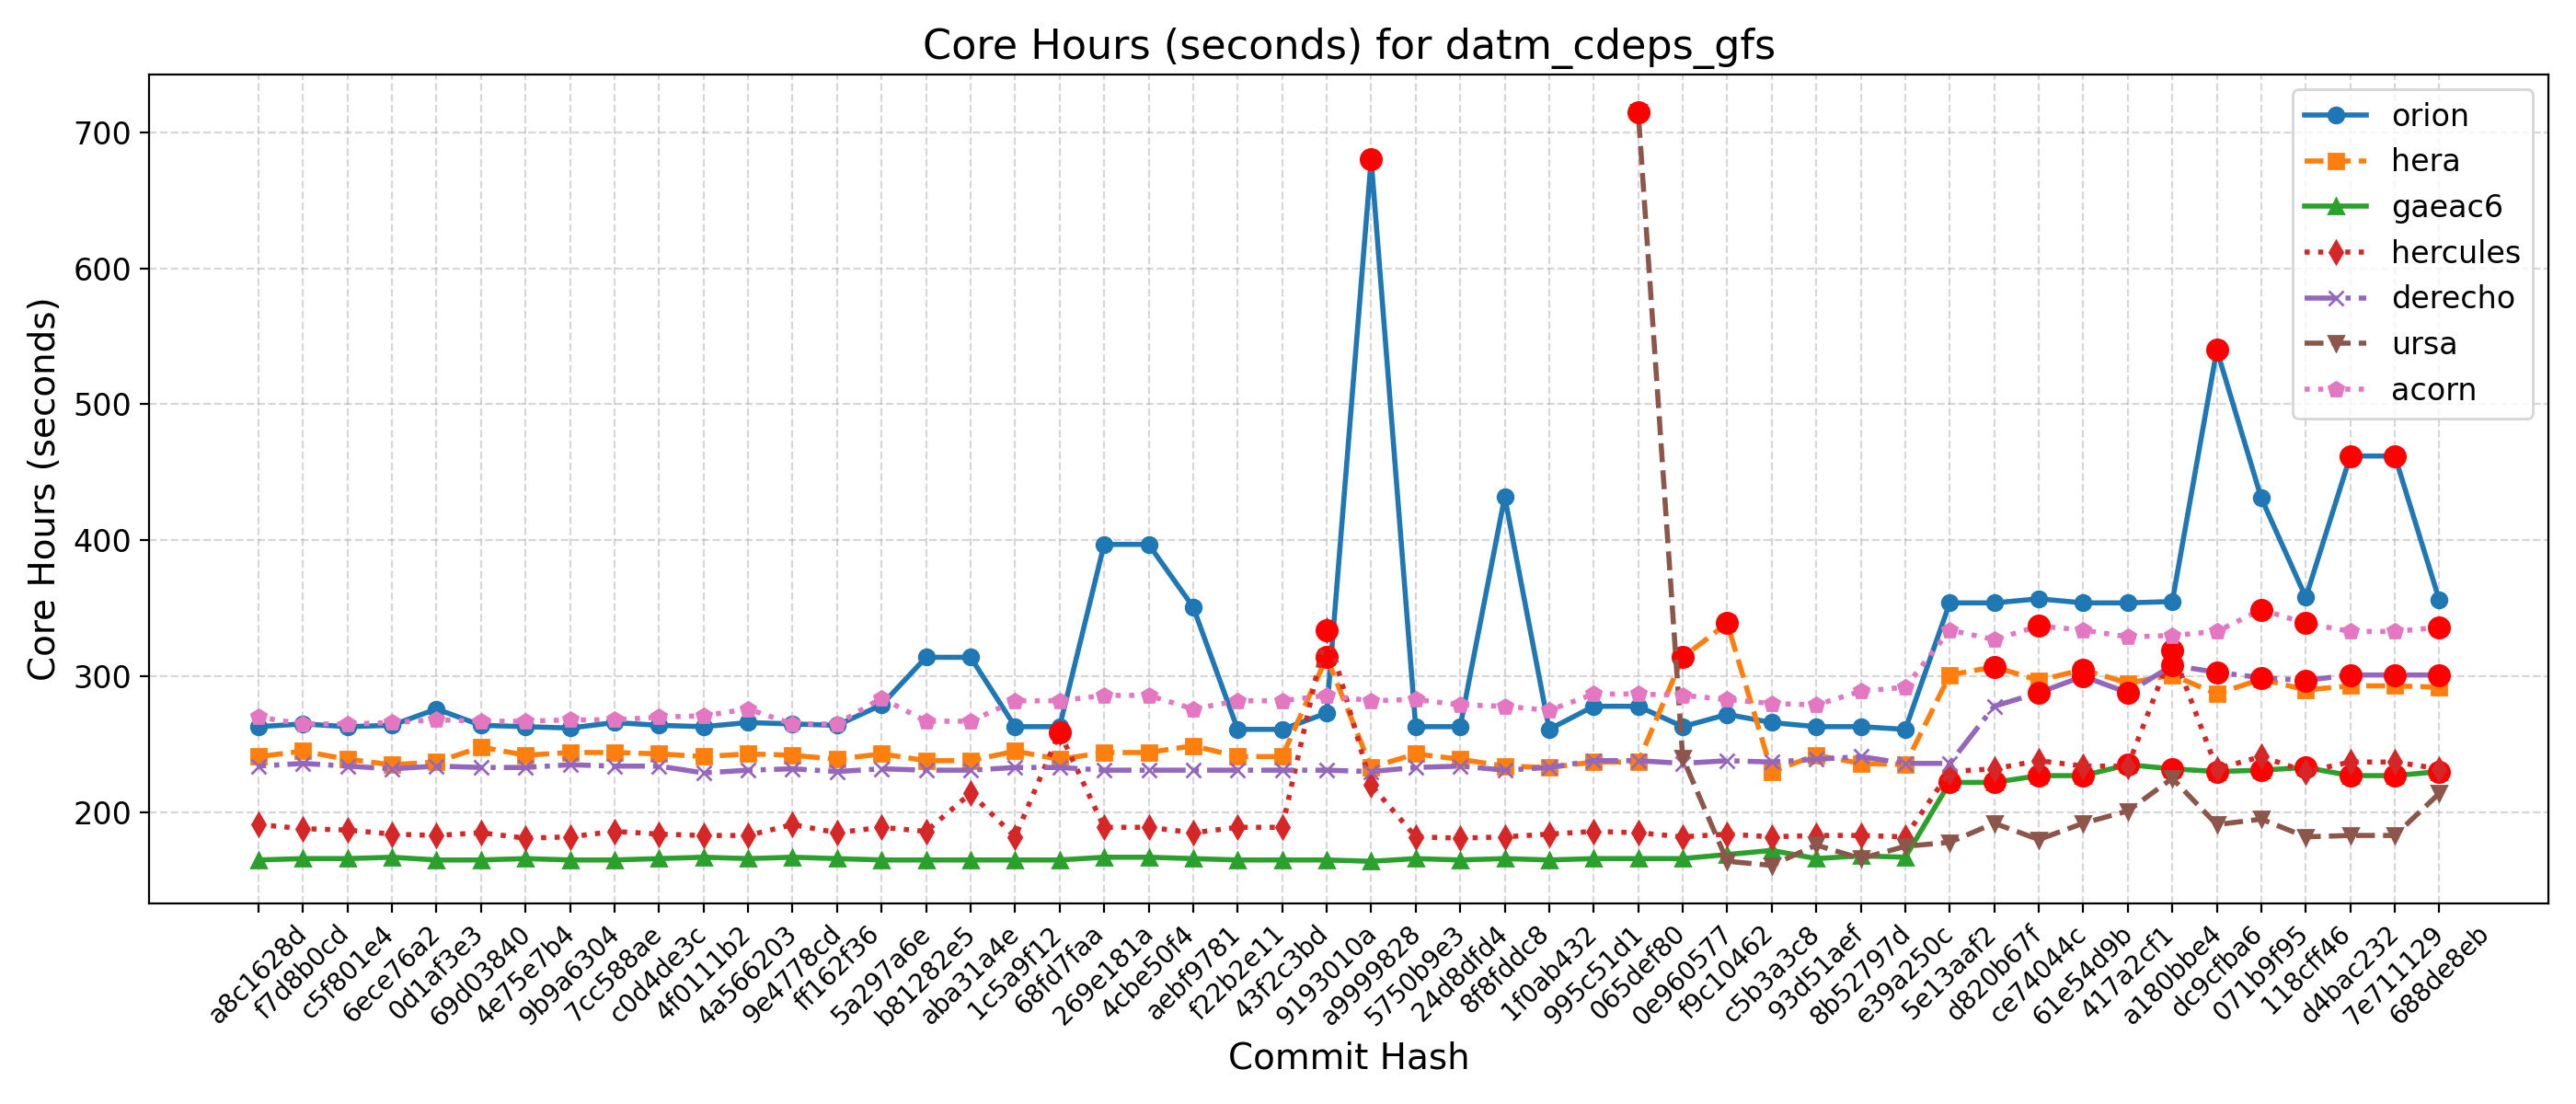 Core Hours (seconds) for datm_cdeps_gfs
Core Hours (seconds)
700
600
500
400
300
200
orion
hera
gaeac6
hercules
derecho
ursa
acorn
a8c1628d
f7d8b0cd
c5f801e4
6ece76a2
0d1af3e3
69d03840
4e75e7b4
9b9a6304
7cc588ae
c0d4de3c
4f0111b2
4a566203
9e4778cd
ff162f36
5a297a6e
b81282e5
aba31a4e
1c5a9f12
68fd7faa
269e181a
4cbe50f4
aebf9781
f22b2e11
43f2c3bd
9193010a
a9999828
5750b9e3
24d8dfd4
8f8fddc8
1f0ab432
995c51d1
065def80
0e960577
f9c10462
c5b3a3c8
93d51aef
8b52797d
e39a250c
5e13aaf2
d820b67f
ce74044c
61e54d9b
417a2cf1
a180bbe4
dc9cfba6
071b9f95
118cff46
d4bac232
7e711129
688de8eb
Commit Hash